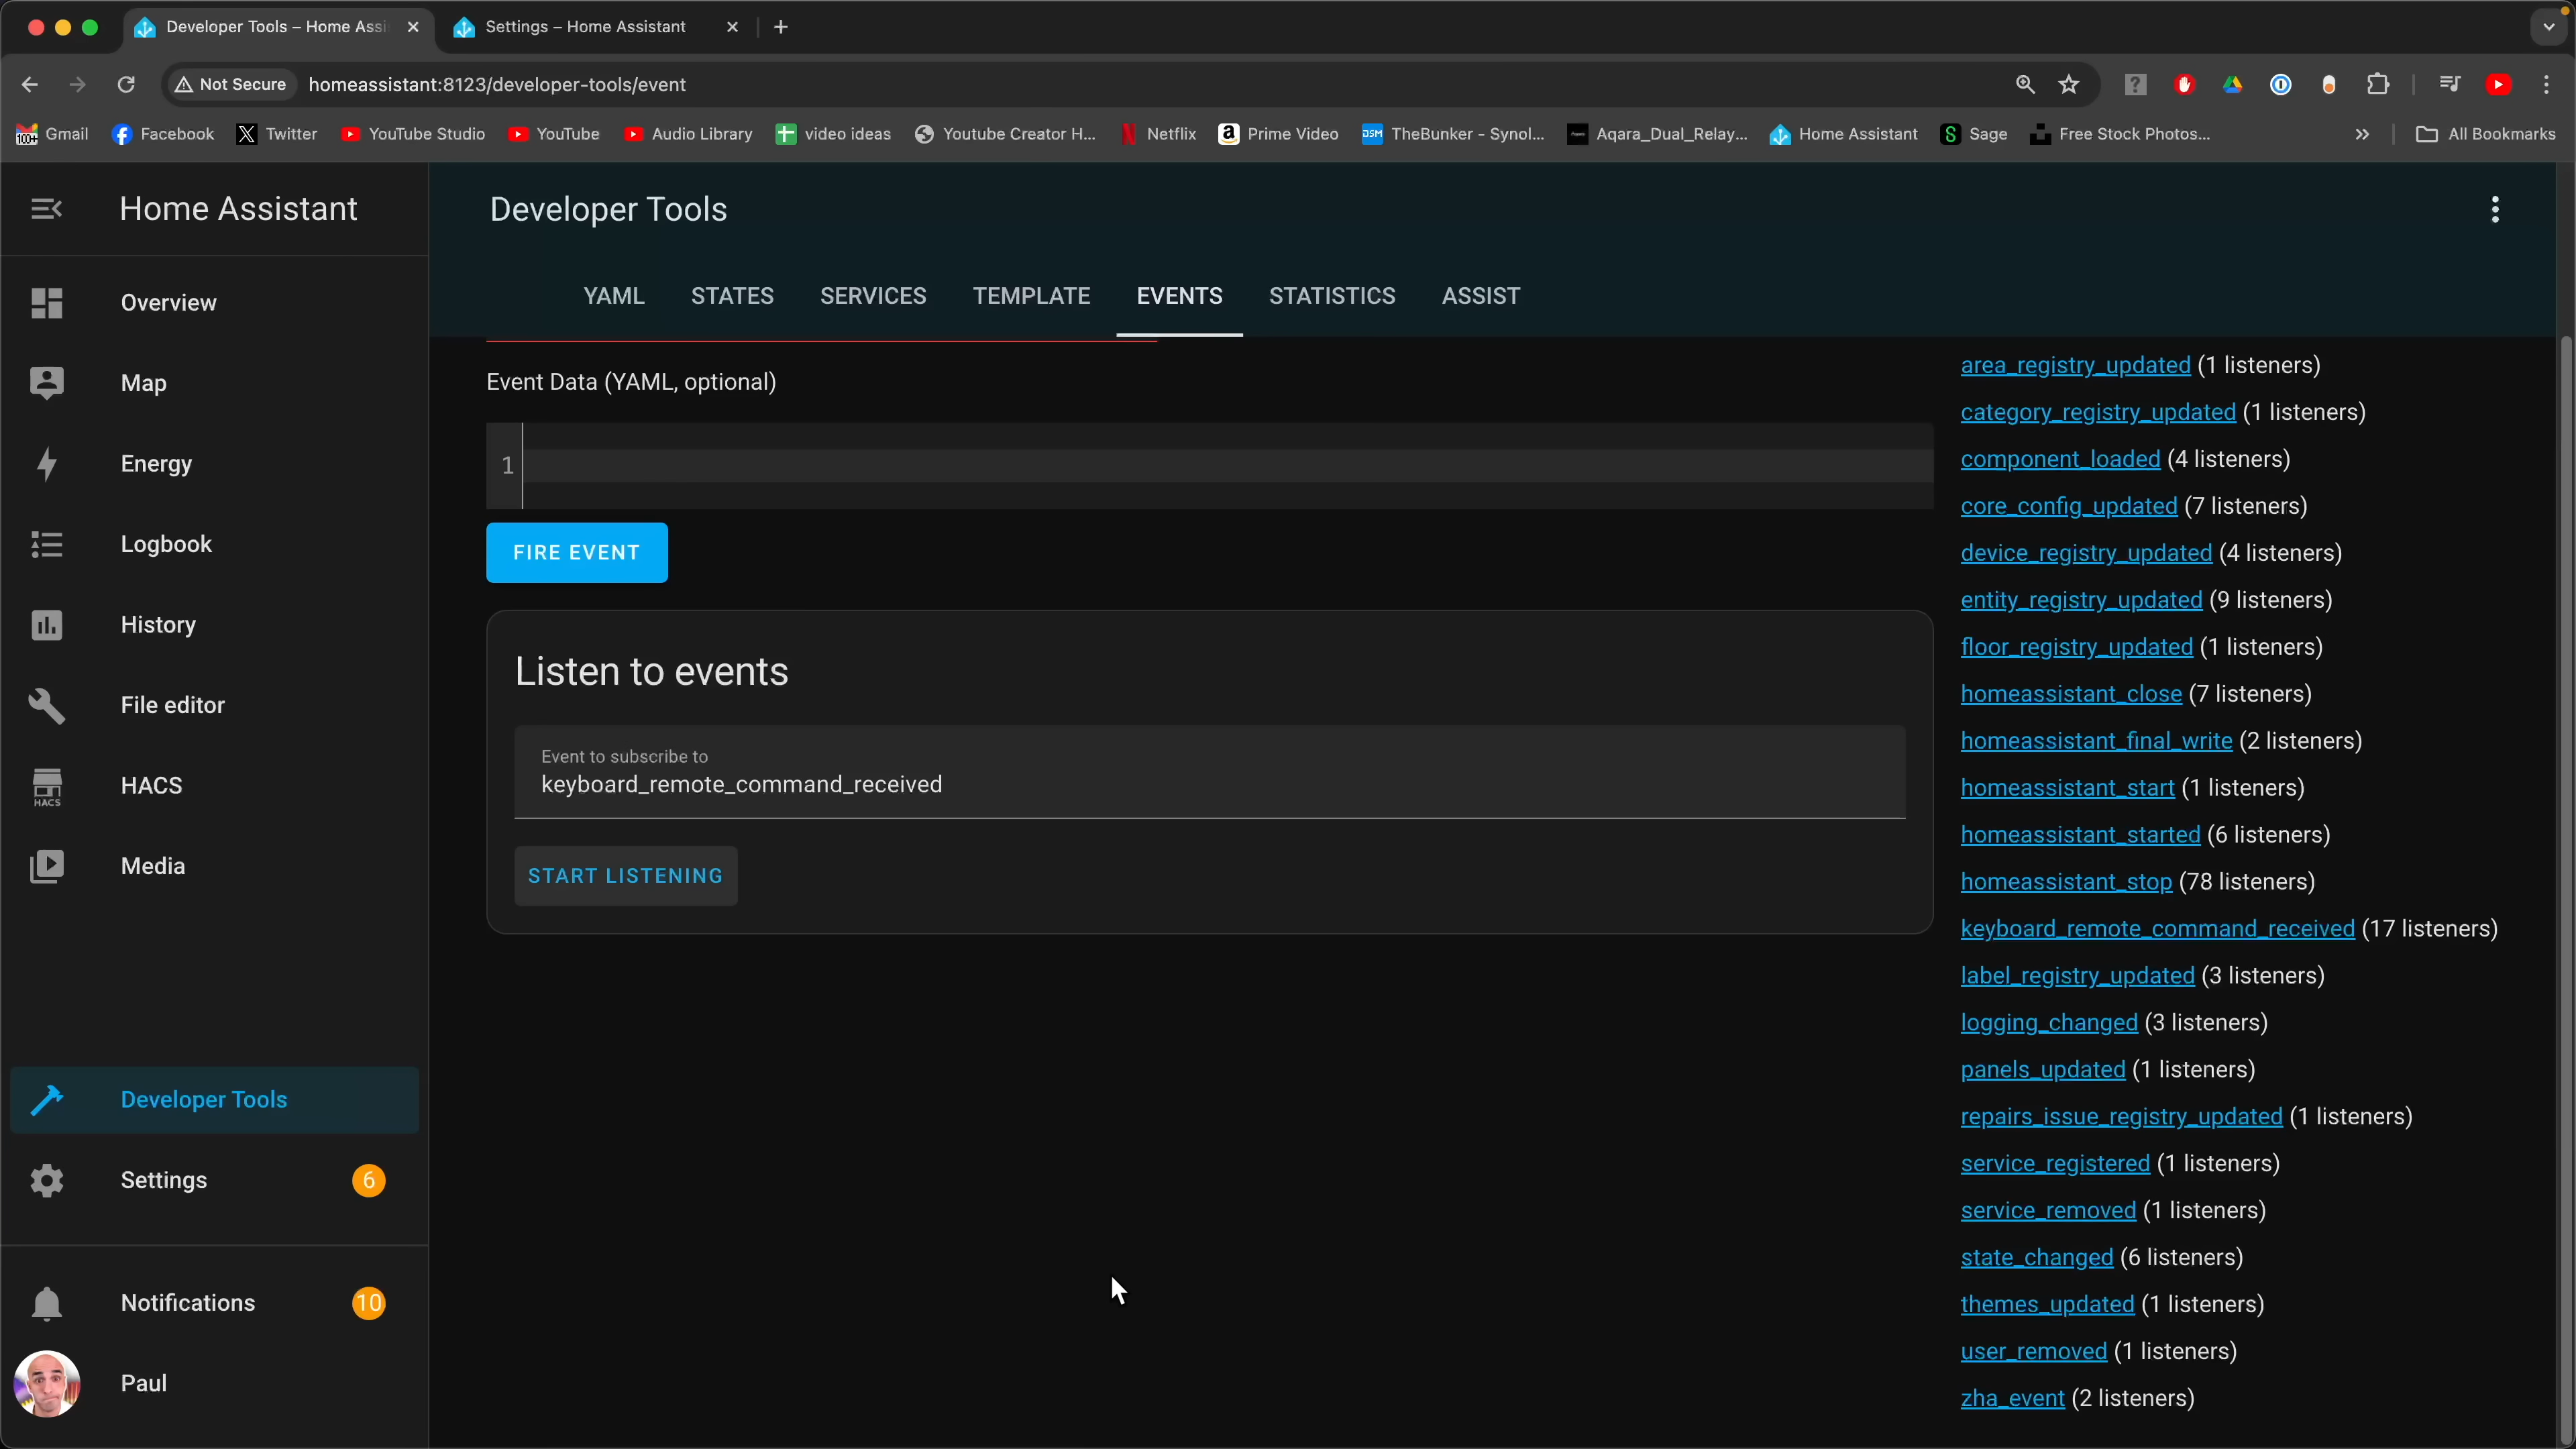 Developer Tools – Home Assi
Settings – Home Assistant
Not Secure
homeassistant:8123/developer-tools/event
100+
Gmail
Facebook
Twitter
YouTube Studio
YouTube
Audio Library
video ideas
Youtube Creator H...
Netflix
Prime Video
DSM
TheBunker - Synol...
Aqara_Dual_Relay...
Home Assistant
Sage
Free Stock Photos...
All Bookmarks
Home Assistant
Overview
Map
Energy
Logbook
History
File editor
HACS
HACS
Media
Developer Tools
Settings
6
Notifications
10
Paul
Developer Tools
YAML
STATES
SERVICES
TEMPLATE
EVENTS
STATISTICS
ASSIST
Event Data (YAML, optional)
1
FIRE EVENT
Listen to events
Event to subscribe to
keyboard_remote_command_received
START LISTENING
area_registry_updated (1 listeners)
category_registry_updated (1 listeners)
component_loaded (4 listeners)
core_config_updated (7 listeners)
device_registry_updated (4 listeners)
entity_registry_updated (9 listeners)
floor_registry_updated (1 listeners)
homeassistant_close (7 listeners)
homeassistant_final_write (2 listeners)
homeassistant_start (1 listeners)
homeassistant_started (6 listeners)
homeassistant_stop (78 listeners)
keyboard_remote_command_received (17 listeners)
label_registry_updated (3 listeners)
logging_changed (3 listeners)
panels_updated (1 listeners)
repairs_issue_registry_updated (1 listeners)
service_registered (1 listeners)
service_removed (1 listeners)
state_changed (6 listeners)
themes_updated (1 listeners)
user_removed (1 listeners)
zha_event (2 listeners)